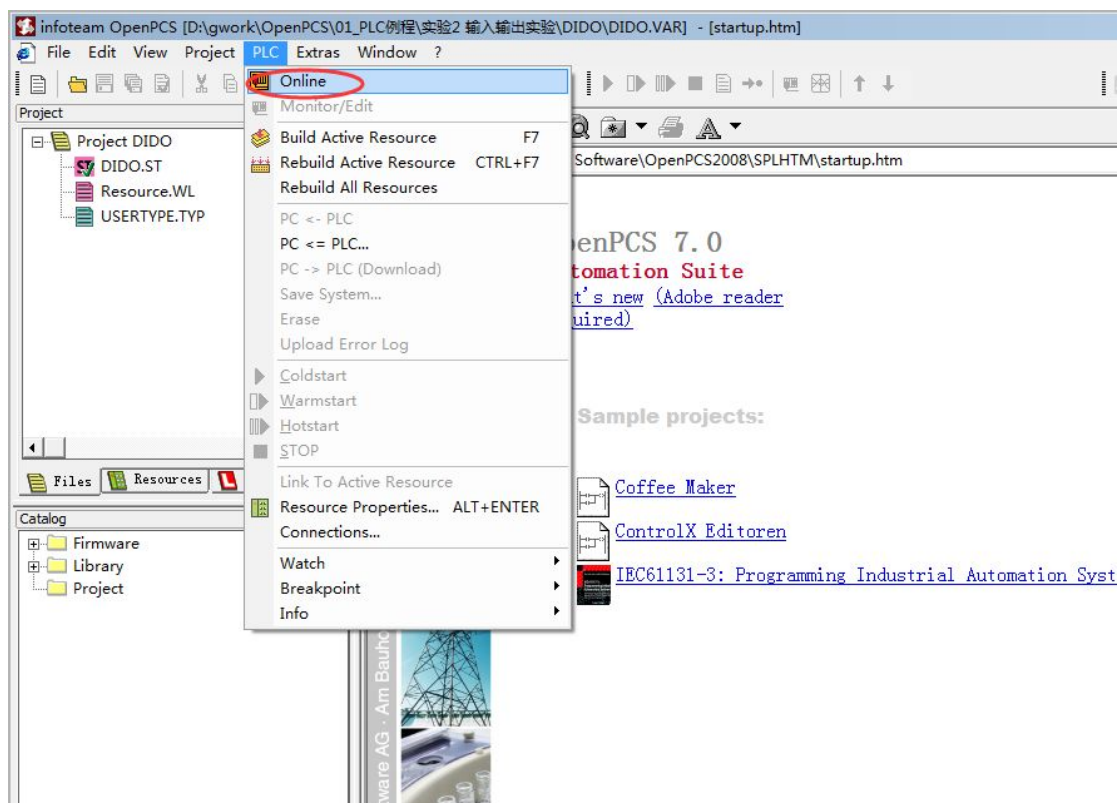 infoteam OpenPCS [D:\gwork\OpenPCS\01_PLC例程\实验2 输入输出实验\DIDO\DIDO.VAR] - [startup.htm]
File Edit View Project PLC Extras Window ?
Project
Project DIDO
DIDO.ST
Resource.WL
USERTYPE.TYP
Files Resources
Catalog
Firmware
Library
Project
Online
Monitor/Edit
Build Active Resource F7
Rebuild Active Resource CTRL+F7
Rebuild All Resources
PC <- PLC
PC <= PLC...
PC -> PLC (Download)
Save System...
Erase
Upload Error Log
Coldstart
Warmstart
Hotstart
STOP
Link To Active Resource
Resource Properties... ALT+ENTER
Connections...
Watch
Breakpoint
Info
Software\OpenPCS2008\SPLHTM\startup.htm
enPCS 7.0
tomation Suite
t's new (Adobe reader
uired)
Sample projects:
Coffee Maker
ControlX Editoren
IEC61131-3: Programming Industrial Automation Syst
ware AG · Am Bauho